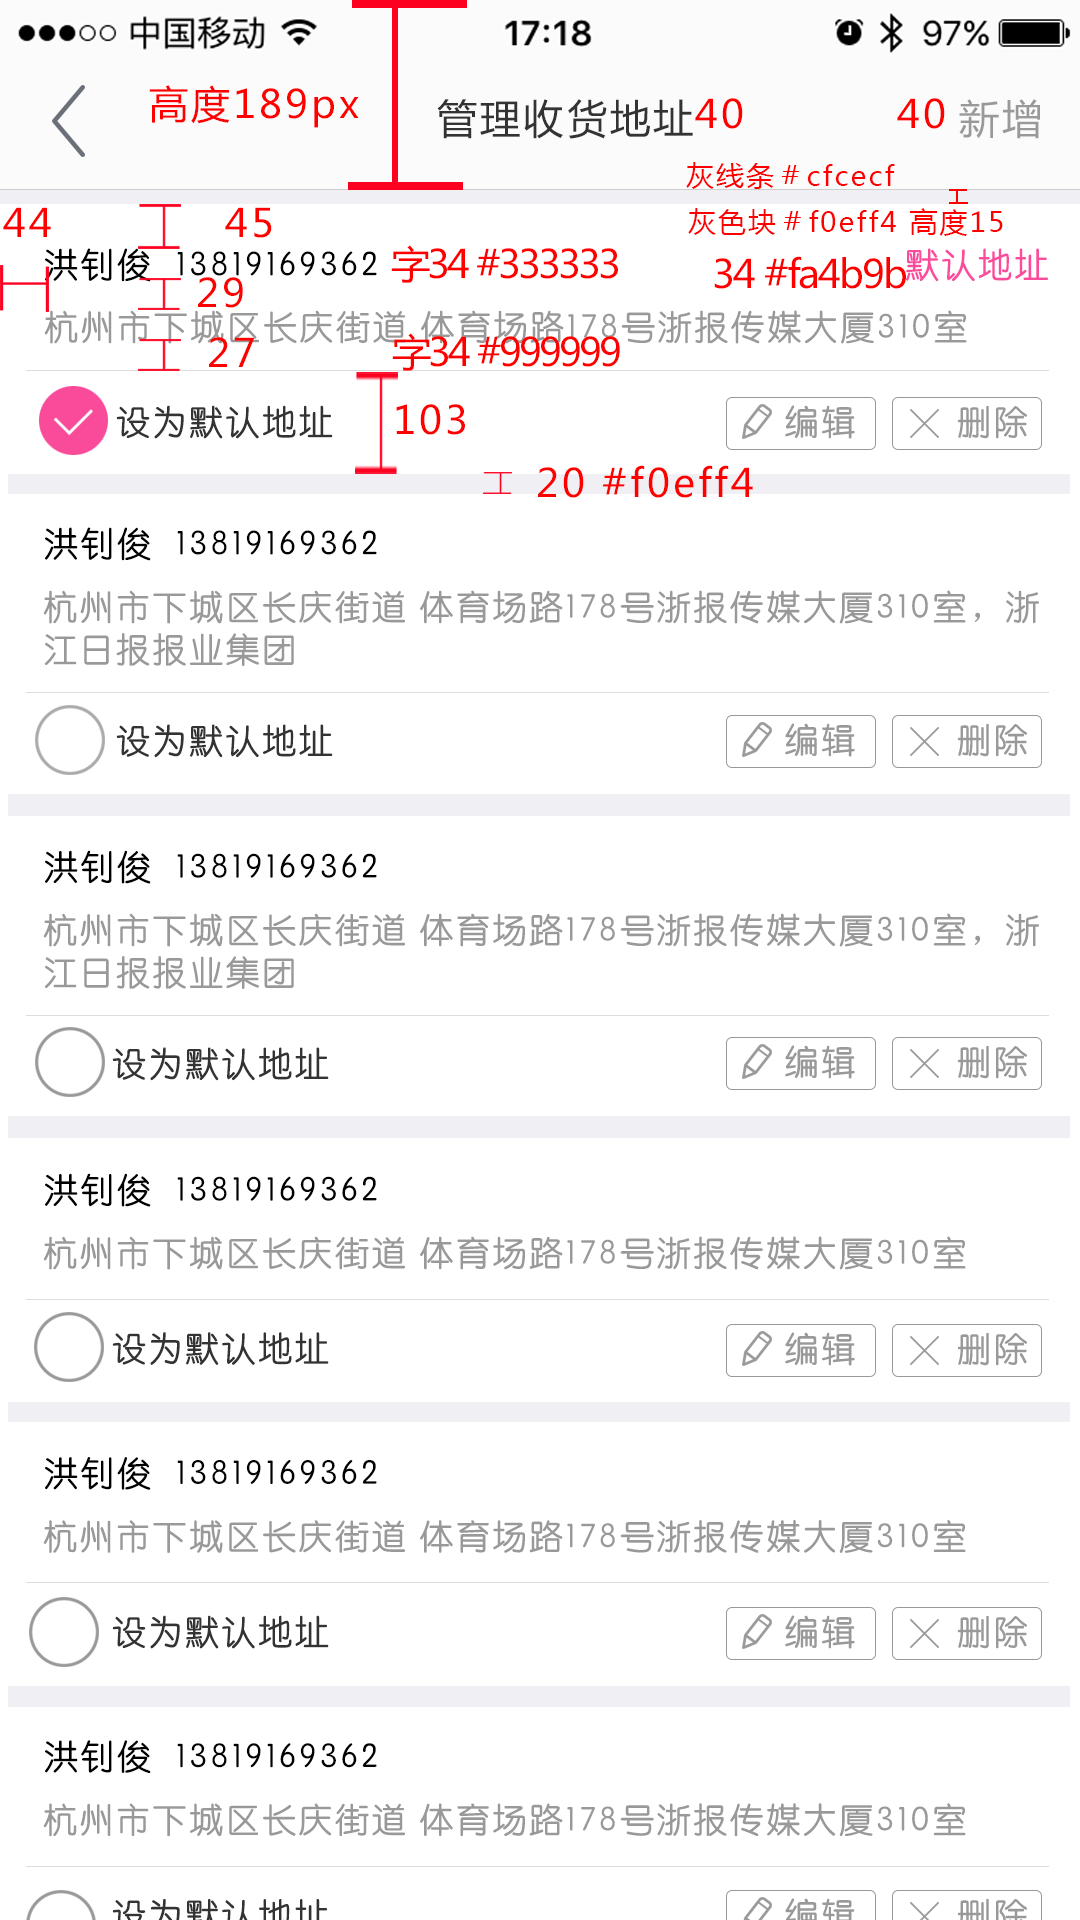 中国移动 17:18 97%
高度189px 管理收货地址40 40 新增
灰线条 # cfcecf
44 45 灰色块 # f0eff4 高度15
洪钊俊 13819169362 字34 #333333 34 #fa4b9b 默认地址
29
杭州市下城区长庆街道 体育场路178号浙报传媒大厦310室
27 字34 #999999
设为默认地址 103 编辑 删除
20 #f0eff4
洪钊俊 13819169362
杭州市下城区长庆街道 体育场路178号浙报传媒大厦310室，浙
江日报报业集团
设为默认地址 编辑 删除
洪钊俊 13819169362
杭州市下城区长庆街道 体育场路178号浙报传媒大厦310室，浙
江日报报业集团
设为默认地址 编辑 删除
洪钊俊 13819169362
杭州市下城区长庆街道 体育场路178号浙报传媒大厦310室
设为默认地址 编辑 删除
洪钊俊 13819169362
杭州市下城区长庆街道 体育场路178号浙报传媒大厦310室
设为默认地址 编辑 删除
洪钊俊 13819169362
杭州市下城区长庆街道 体育场路178号浙报传媒大厦310室
设为默认地址 编辑 删除